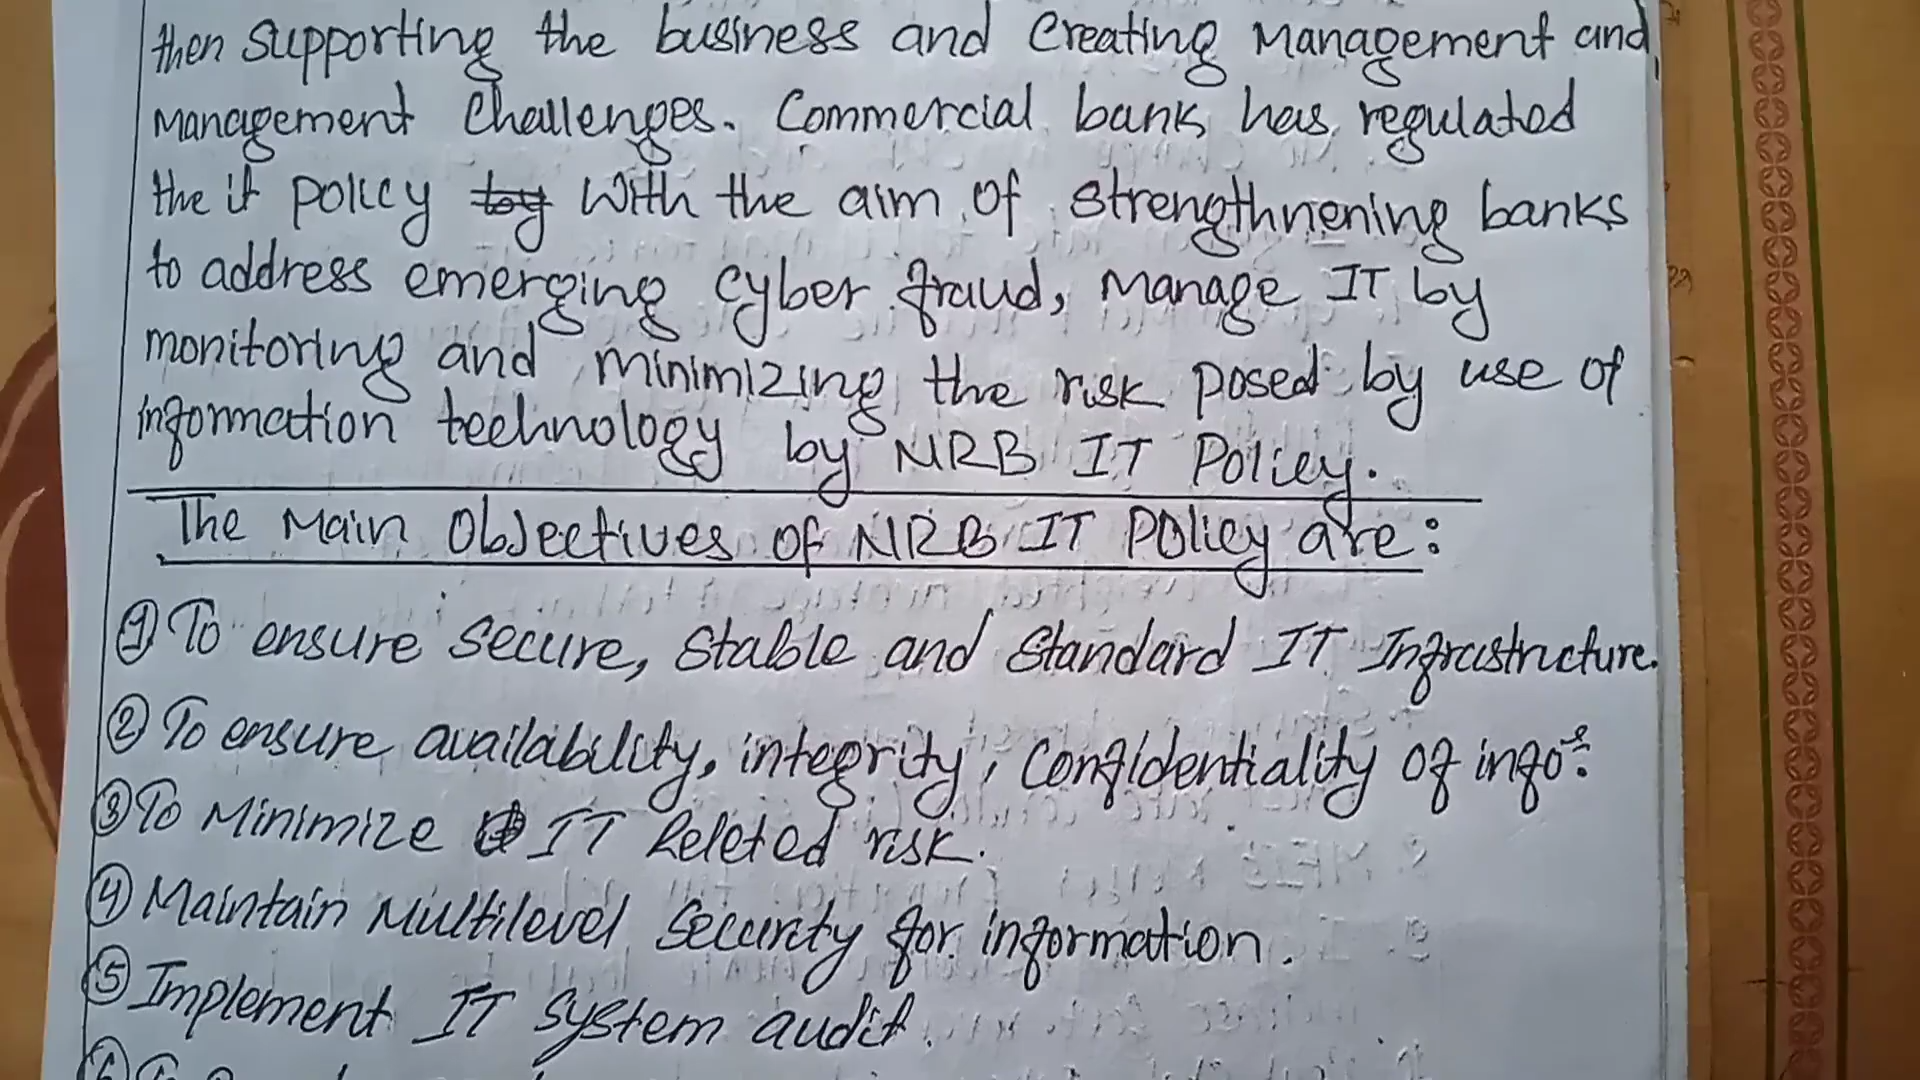 then supporting the business and Creating Management and
Management Challenges. Commercial bank has regulated
the it policy with the aim of strengthnening banks
to address emerging cyber fraud, Manage IT by
monitoring and minimizing the risk posed by use of
information technology by NRB IT Policy.
The Main Objectives of NRB IT Policy are:
① To ensure Secure, Stable and Standard IT Infrastructure.
② To ensure availability, integrity, Confidentiality of info
③ To Minimize IT Releted risk.
④ Maintain Multilevel Security for information.
⑤ Implement IT System audit.